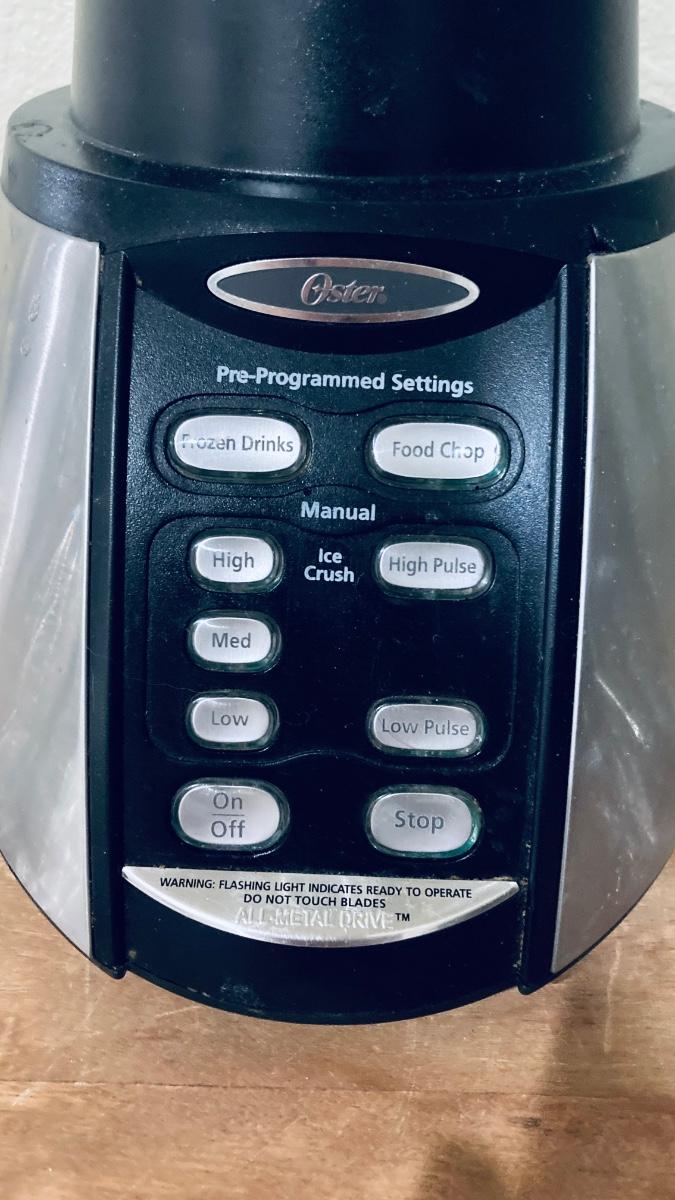 Oster®
Pre-Programmed Settings
Frozen Drinks
Food Chop
Manual
High
Ice
Crush
High Pulse
Med
Low
Low Pulse
On
Off
Stop
WARNING: FLASHING LIGHT INDICATES READY TO OPERATE
DO NOT TOUCH BLADES
ALL-METAL DRIVE™